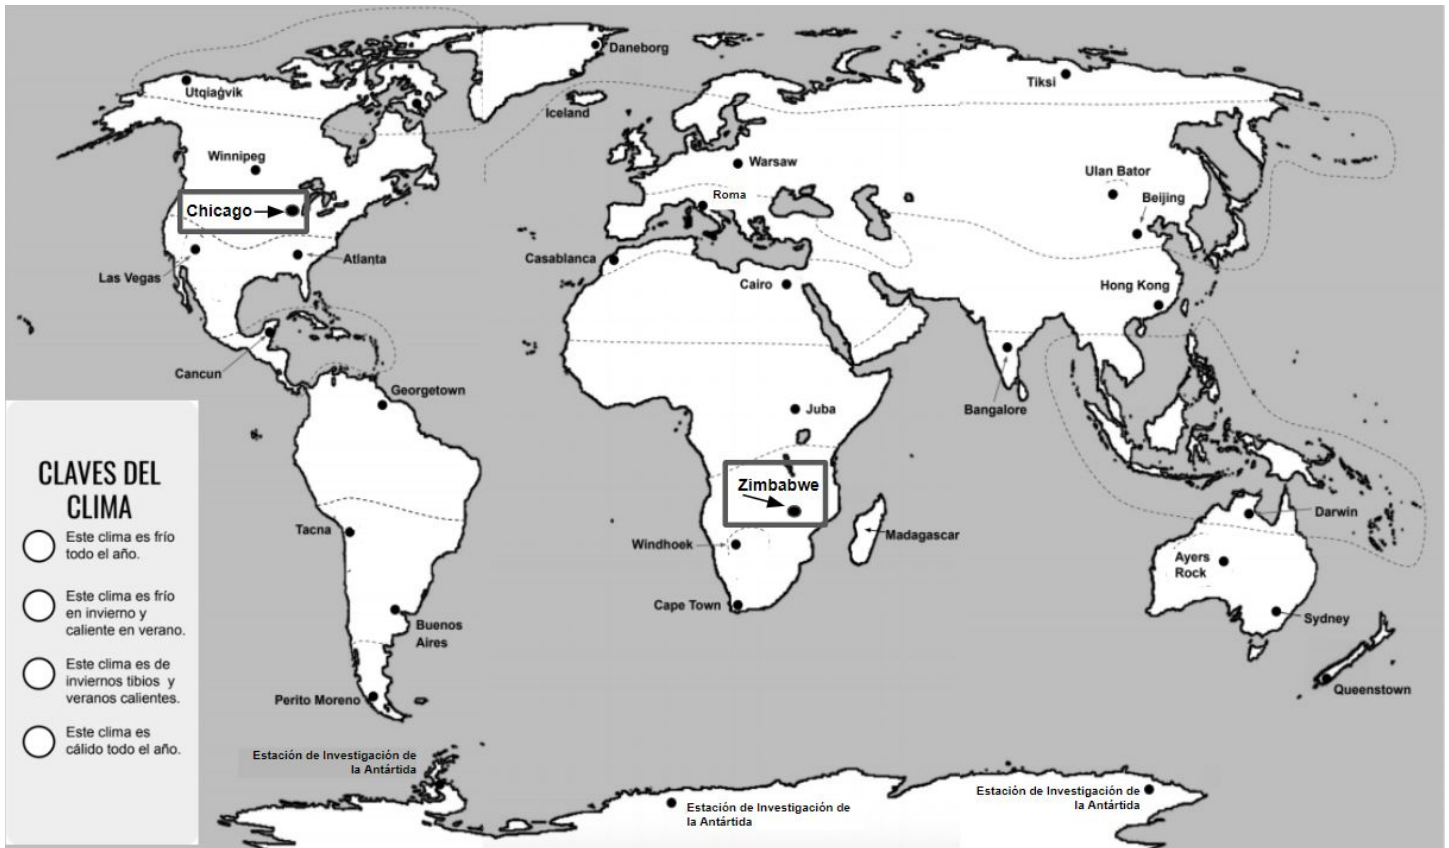 Daneborg
Utqiaġvik
Tiksi
Iceland
Winnipeg
Warsaw
Ulan Bator
Roma
Beijing
Chicago
Las Vegas
Atlanta
Casablanca
Cairo
Hong Kong
Cancun
Georgetown
Juba
Bangalore
CLAVES DEL
CLIMA
Este clima es frío
todo el año.
Este clima es frío
en invierno y
caliente en verano.
Este clima es de
inviernos tibios y
veranos calientes.
Este clima es
cálido todo el año.
Zimbabwe
Tacna
Windhoek
Madagascar
Darwin
Ayers
Rock
Cape Town
Buenos
Aires
Sydney
Perito Moreno
Queenstown
Estación de Investigación de
la Antártida
Estación de Investigación de
la Antártida
Estación de Investigación de
la Antártida